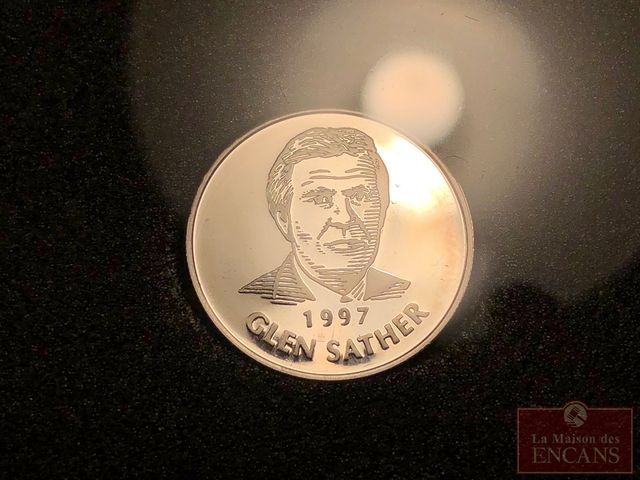 1997
GLEN SATHER
La Maison des
ENCANS